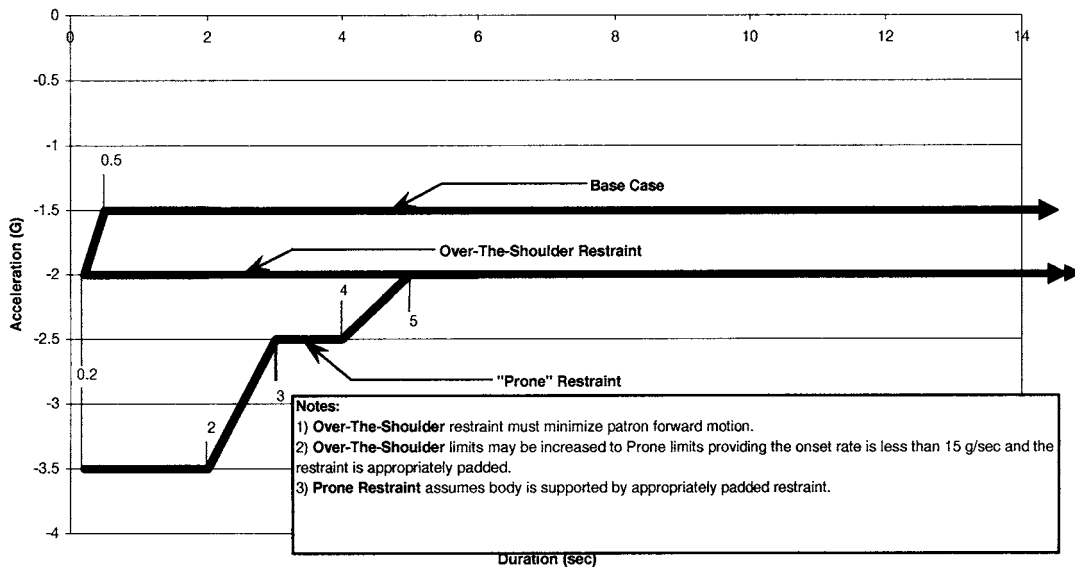 0
0 2 4 6 8 10 12 14
-0.5
-1
0.5
Base Case
-1.5
Over-The-Shoulder Restraint
-2
4
5
-2.5
"Prone" Restraint
0.2
3
-3
2
-3.5
-4
Acceleration (G)
Notes:
1) Over-The-Shoulder restraint must minimize patron forward motion.
2) Over-The-Shoulder limits may be increased to Prone limits providing the onset rate is less than 15 g/sec and the
restraint is appropriately padded.
3) Prone Restraint assumes body is supported by appropriately padded restraint.
Duration (sec)